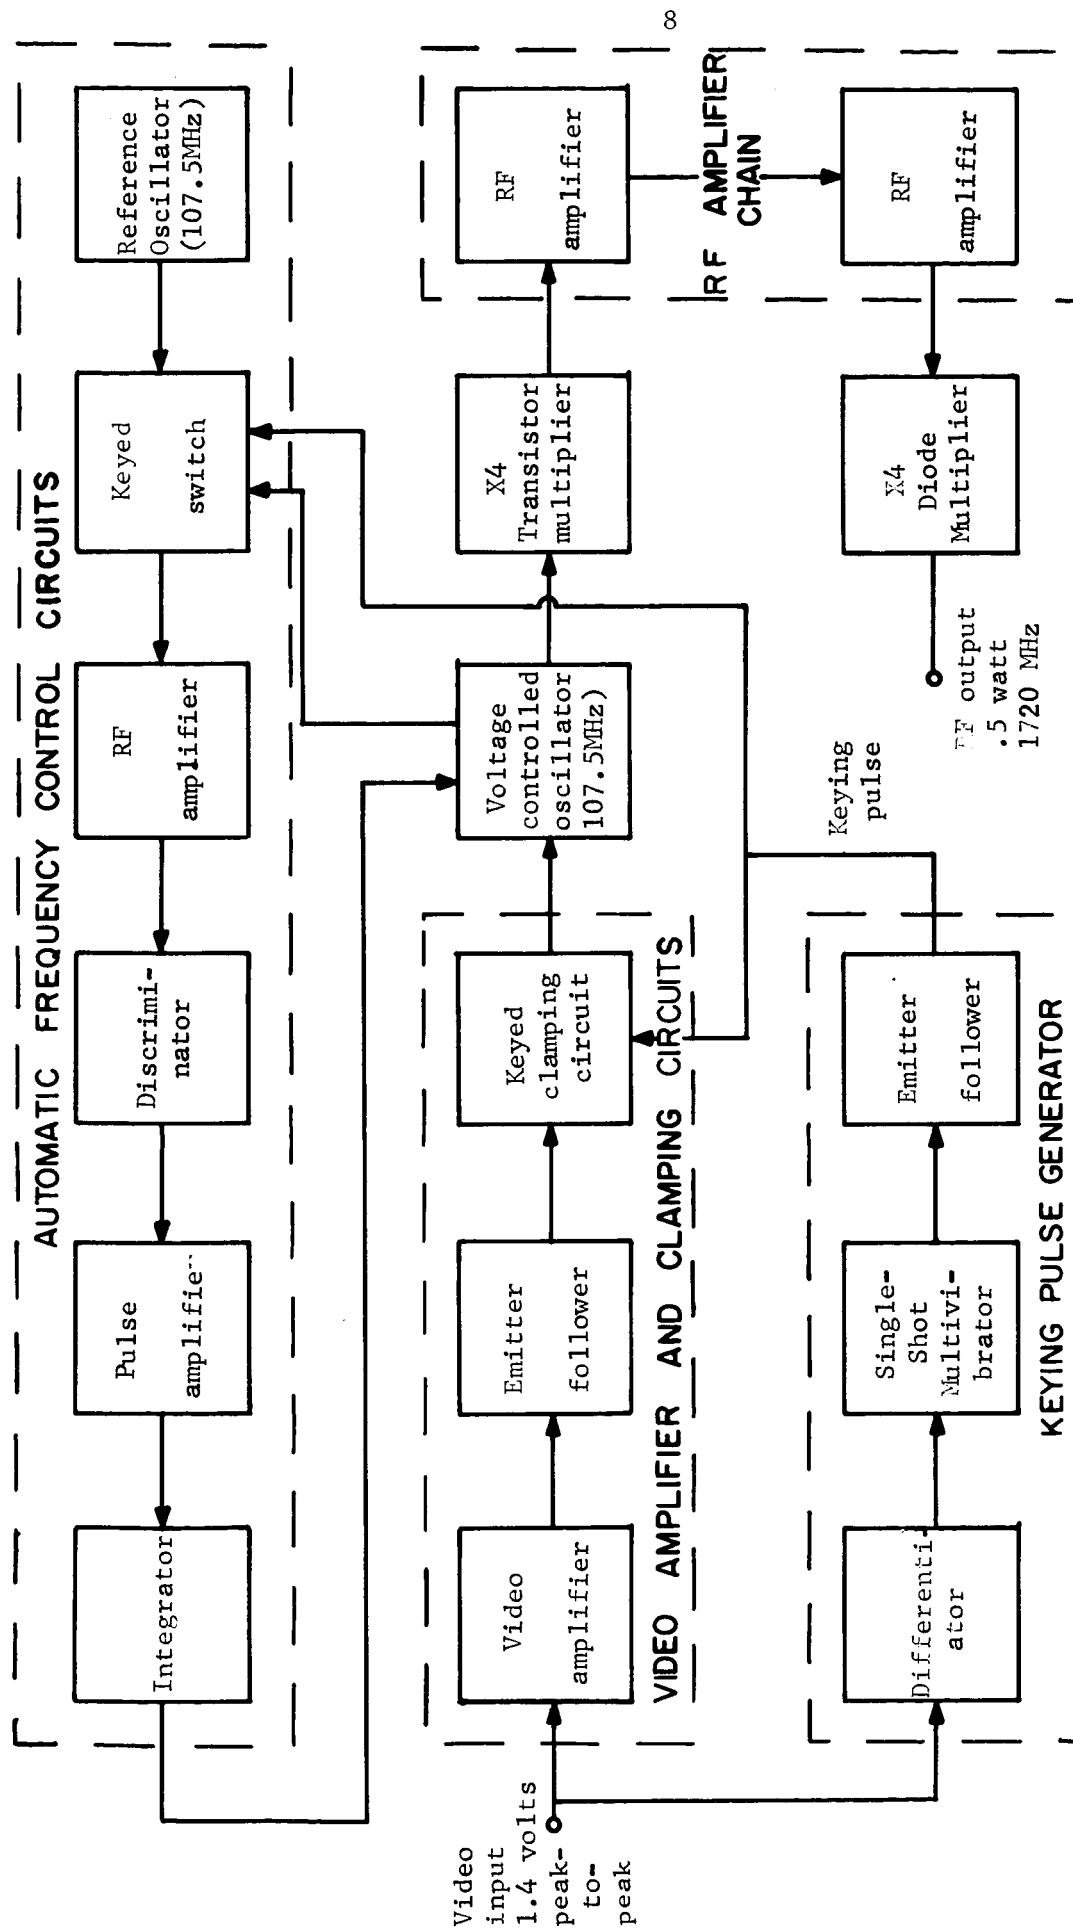 8
AUTOMATIC FREQUENCY CONTROL CIRCUITS
Integrator
Pulse
amplifie
Discrimi-
nator
RF
amplifier
Keyed
switch
Reference
Oscillator
(107.5MHz)
Video
input
1.4 volts
peak-
to-
peak
Video
amplifier
Emitter
follower
Keyed
clamping
circuit
VIDEO AMPLIFIER AND CLAMPING CIRCUITS
Voltage
controlled
oscillator
107.5MHz)
X4
Transistor
multiplier
RF
amplifier
RF AMPLIFIER
CHAIN
Differenti-
ator
Single-
Shot
Multivi-
brator
Emitter
follower
KEYING PULSE GENERATOR
Keying
pulse
RF output
.5 watt
1720 MHz
X4
Diode
Multiplier
RF
amplifier